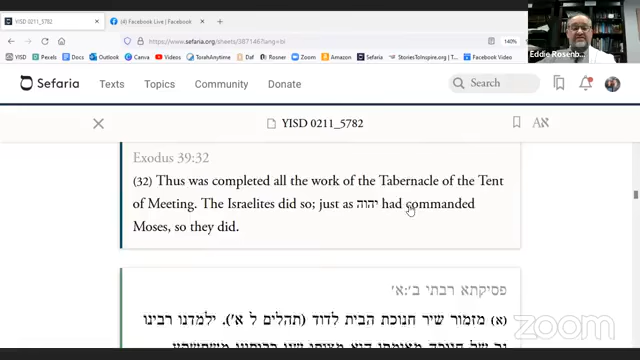 YISD 0211_5782
(4) Facebook Live | Facebook
https://www.sefaria.org/sheets/387146?lang=bi
140%
YISD
Pexels
Docs
Outlook
TorahAnytime
Daf
Rosner
Zoom
Amazon
Sefaria
StoriesToInspire.org...
Facebook Video
Eddie Rosenb...
Sefaria
Texts
Topics
Community
Donate
Search
YISD 0211_5782
Exodus 39:32
(32) Thus was completed all the work of the Tabernacle of the Tent
of Meeting. The Israelites did so; just as יהוה had commanded
Moses, so they did.
פסיקתא רבתי ב׳:א׳
(א) מזמור שיר חנוכת הבית לדוד (תהלים ל א׳). ילמדנו רבינו
zoom